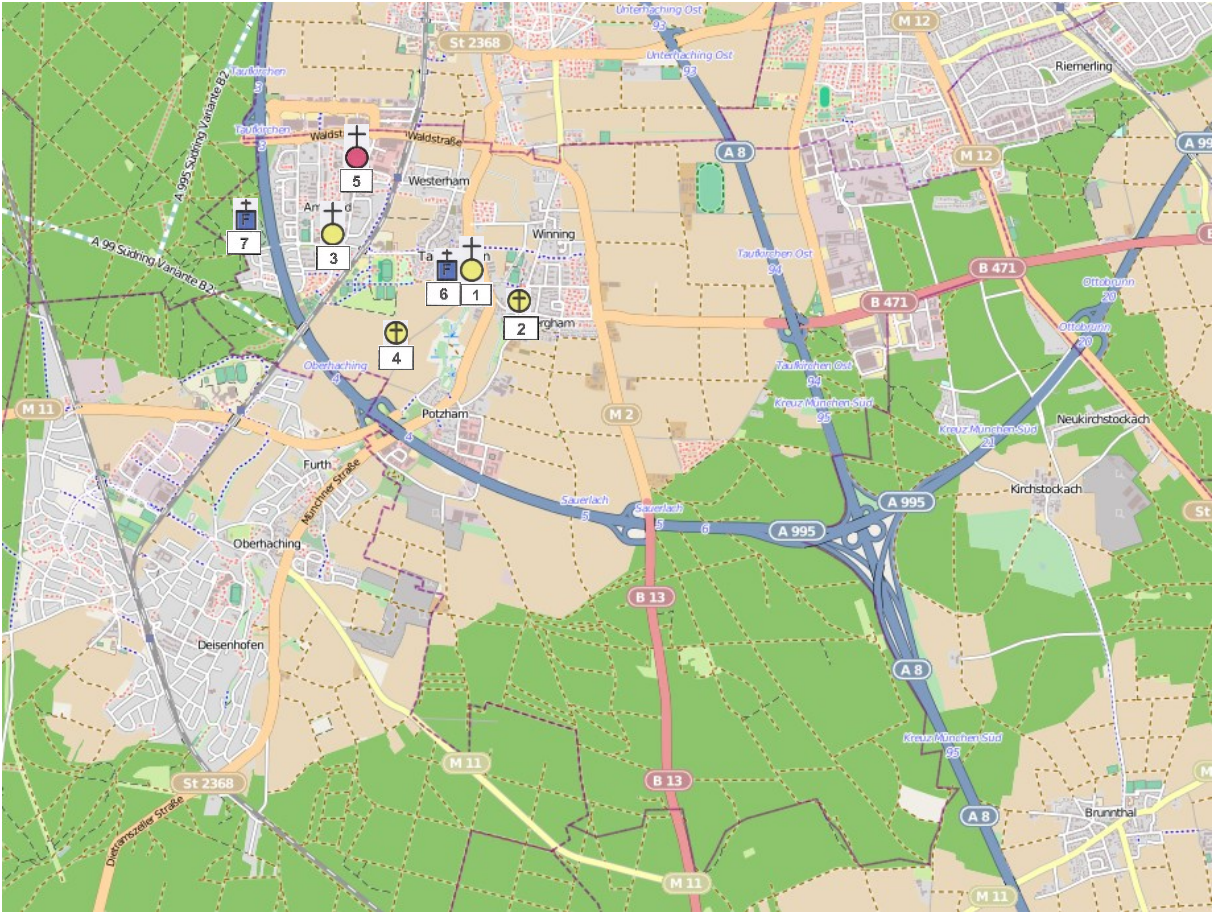 Unterhaching Ost
93
M 12
St 2368
Unterhaching Ost
93
Riemerling
Taufkirchen
3
A 995 Südring Variante B2
Taufkirchen
3
Waldstraße
A 8
M 12
A 99
5
Westerham
7
3
Winning
A 99 Südring Variante B2
Taufkirchen Ost
94
B 471
6
1
2
B 471
Ottobrunn
20
4
Ottobrunn
20
Oberhaching
4
Taufkirchen Ost
94
Kreuz München-Süd
95
M 11
Potzham
M 2
Neukirchstockach
4
Kreuz München-Süd
21
Furth
Münchner Straße
Kirchstockach
Sauerlach
5
Sauerlach
5
6
A 995
A 995
St
Oberhaching
B 13
Deisenhofen
A 8
Kreuz München Süd
95
M 11
B 13
St 2368
Dietramszeller Straße
A 8
Brunnthal
M 11
M 11